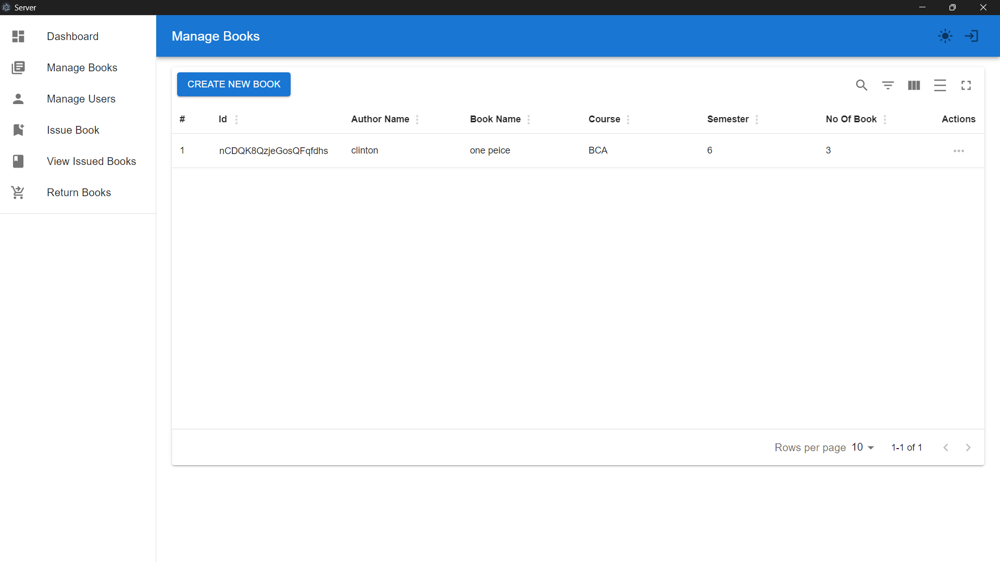 Server
Dashboard
Manage Books
Manage Users
Issue Book
View Issued Books
Return Books
Manage Books
CREATE NEW BOOK
# Id Author Name Book Name Course Semester No Of Book Actions
1 nCDQK8QzjeGosQFqfdhs clinton one peice BCA 6 3
Rows per page 10 1-1 of 1